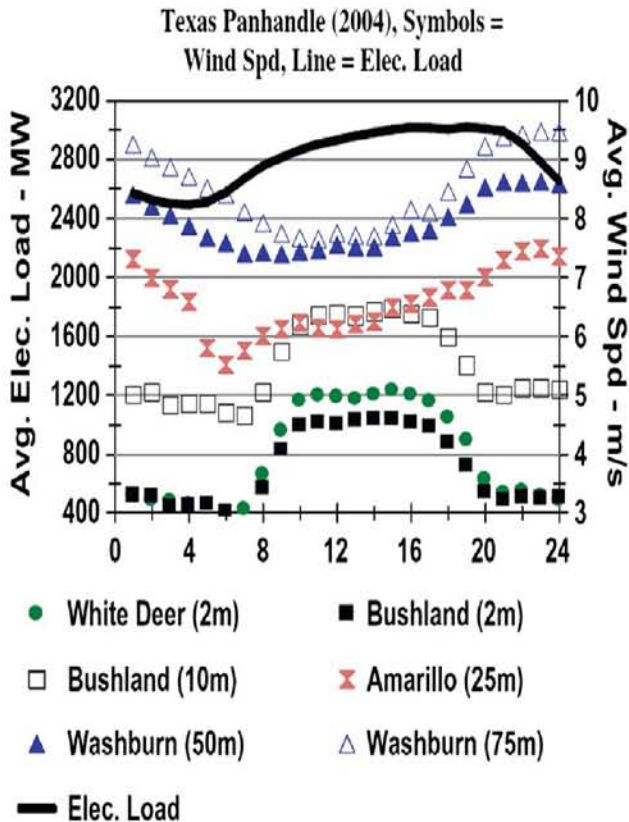 Texas Panhandle (2004), Symbols =
Wind Spd, Line = Elec. Load
Avg. Elec. Load - MW
3200
2800
2400
2000
1600
1200
800
400
10
9
8
7
6
5
4
3
Avg. Wind Spd - m/s
0 4 8 12 16 20 24
White Deer (2m) Bushland (2m)
Bushland (10m) Amarillo (25m)
Washburn (50m) Washburn (75m)
Elec. Load